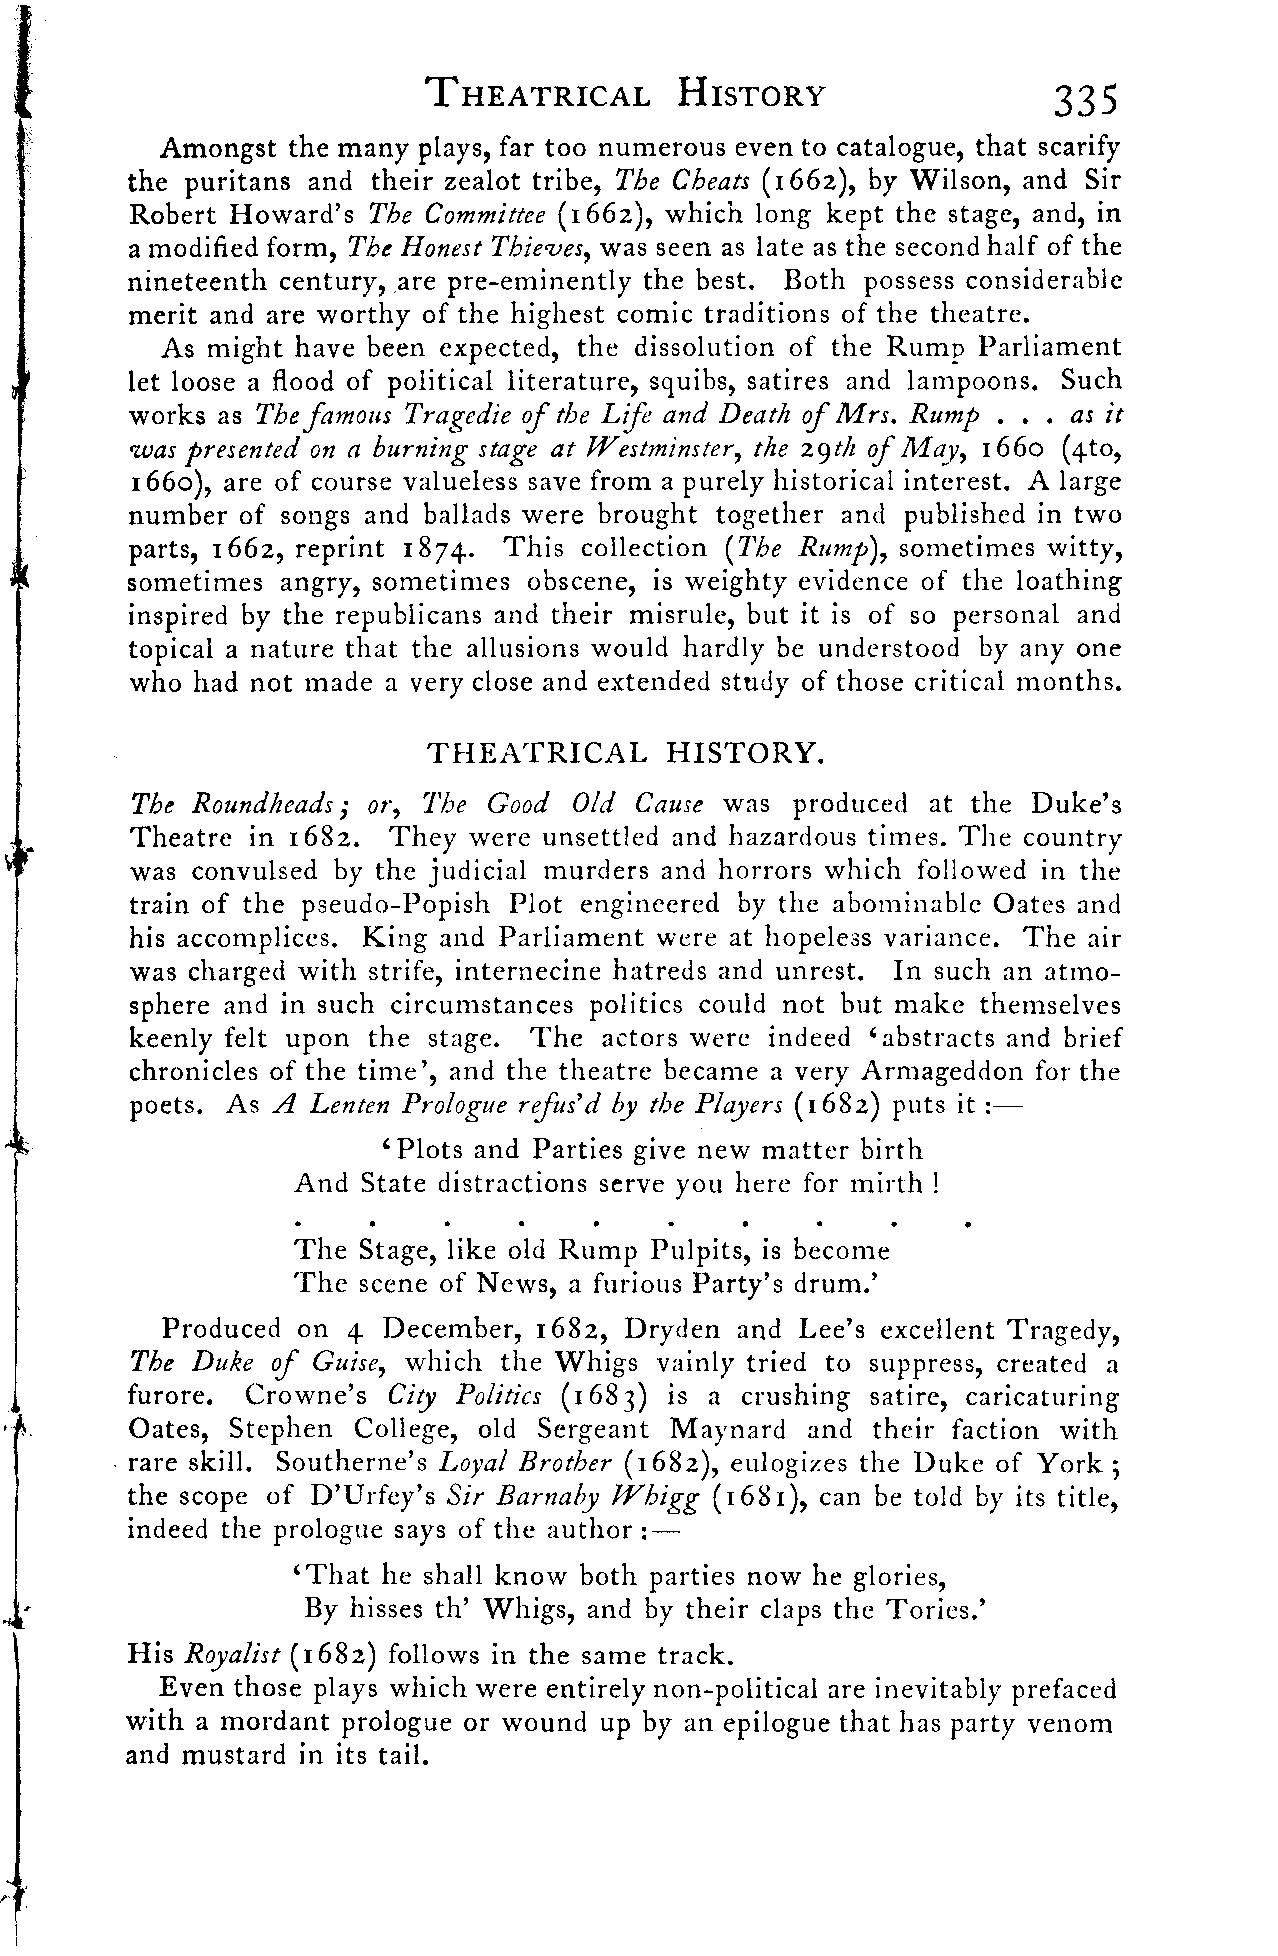 THEATRICAL HISTORY 335
Amongst the many plays, far too numerous even to catalogue, that scarify
the puritans and their zealot tribe, The Cheats (1662), by Wilson, and Sir
Robert Howard's The Committee (1662), which long kept the stage, and, in
a modified form, The Honest Thieves, was seen as late as the second half of the
nineteenth century, are pre-eminently the best. Both possess considerable
merit and are worthy of the highest comic traditions of the theatre.
As might have been expected, the dissolution of the Rump Parliament
let loose a flood of political literature, squibs, satires and lampoons. Such
works as The famous Tragedie of the Life and Death of Mrs. Rump . . . as it
was presented on a burning stage at Westminster, the 29th of May, 1660 (4to,
1660), are of course valueless save from a purely historical interest. A large
number of songs and ballads were brought together and published in two
parts, 1662, reprint 1874. This collection (The Rump), sometimes witty,
sometimes angry, sometimes obscene, is weighty evidence of the loathing
inspired by the republicans and their misrule, but it is of so personal and
topical a nature that the allusions would hardly be understood by any one
who had not made a very close and extended study of those critical months.
THEATRICAL HISTORY.
The Roundheads; or, The Good Old Cause was produced at the Duke's
Theatre in 1682. They were unsettled and hazardous times. The country
was convulsed by the judicial murders and horrors which followed in the
train of the pseudo-Popish Plot engineered by the abominable Oates and
his accomplices. King and Parliament were at hopeless variance. The air
was charged with strife, internecine hatreds and unrest. In such an atmo-
sphere and in such circumstances politics could not but make themselves
keenly felt upon the stage. The actors were indeed ‘abstracts and brief
chronicles of the time’, and the theatre became a very Armageddon for the
poets. As A Lenten Prologue refus'd by the Players (1682) puts it :—
‘Plots and Parties give new matter birth
And State distractions serve you here for mirth !
. . . . . . . . . .
The Stage, like old Rump Pulpits, is become
The scene of News, a furious Party's drum.’
Produced on 4 December, 1682, Dryden and Lee's excellent Tragedy,
The Duke of Guise, which the Whigs vainly tried to suppress, created a
furore. Crowne's City Politics (1683) is a crushing satire, caricaturing
Oates, Stephen College, old Sergeant Maynard and their faction with
rare skill. Southerne's Loyal Brother (1682), eulogizes the Duke of York ;
the scope of D'Urfey's Sir Barnaby Whigg (1681), can be told by its title,
indeed the prologue says of the author :—
‘That he shall know both parties now he glories,
By hisses th' Whigs, and by their claps the Tories.’
His Royalist (1682) follows in the same track.
Even those plays which were entirely non-political are inevitably prefaced
with a mordant prologue or wound up by an epilogue that has party venom
and mustard in its tail.